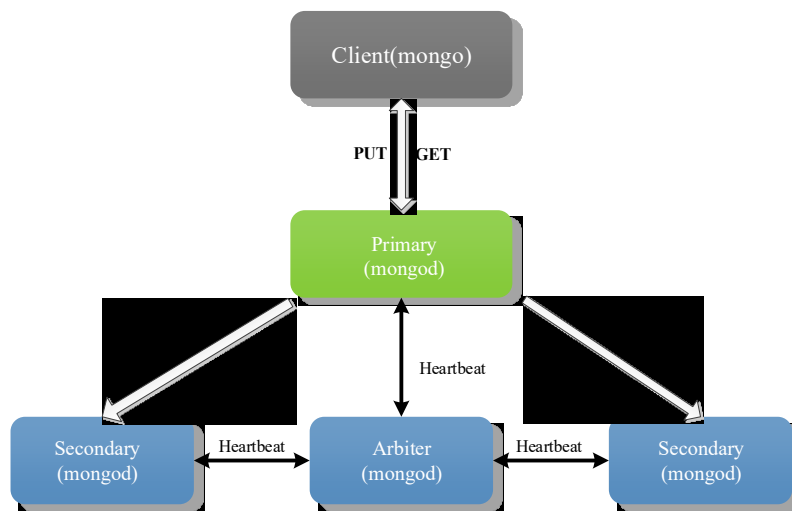 Client(mongo)
PUT
GET
Primary
(mongod)
Heartbeat
Secondary
(mongod)
Heartbeat
Arbiter
(mongod)
Heartbeat
Secondary
(mongod)